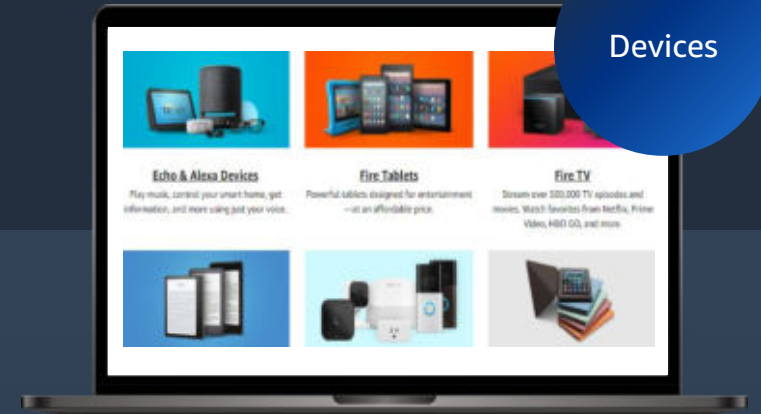 Devices
Echo & Alexa Devices
Play music, control your smart home, get
information, and more using just your voice.
Fire Tablets
Powerful tablets designed for entertainment
—at an affordable price.
Fire TV
Stream over 500,000 TV episodes and
movies. Watch favorites from Netflix, Prime
Video, HBO GO, and more.